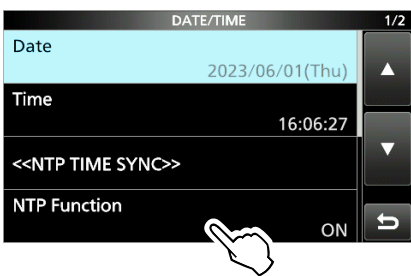 DATE/TIME 1/2
Date
2023/06/01(Thu)
Time
16:06:27
<<NTP TIME SYNC>>
NTP Function
ON